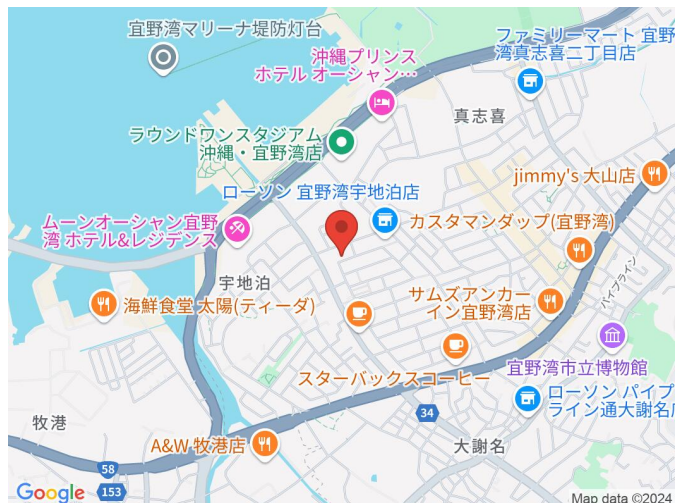 宜野湾マリーナ堤防灯台
沖縄プリンス
ホテル オーシャン…
ファミリーマート 宜野
湾真志喜二丁目店
真志喜
ラウンドワンスタジアム
沖縄・宜野湾店
jimmy's 大山店
ローソン 宜野湾宇地泊店
ムーンオーシャン宜野
湾 ホテル&レジデンス
カスタマンダップ(宜野湾)
宇地泊
海鮮食堂 太陽(ティーダ)
サムズアンカー
イン宜野湾店
パイプライン
宜野湾市立博物館
スターバックスコーヒー
ローソン パイプ
ライン通大謝名店
牧港
34
大謝名
A&W 牧港店
58
153
Google
Map data ©2024